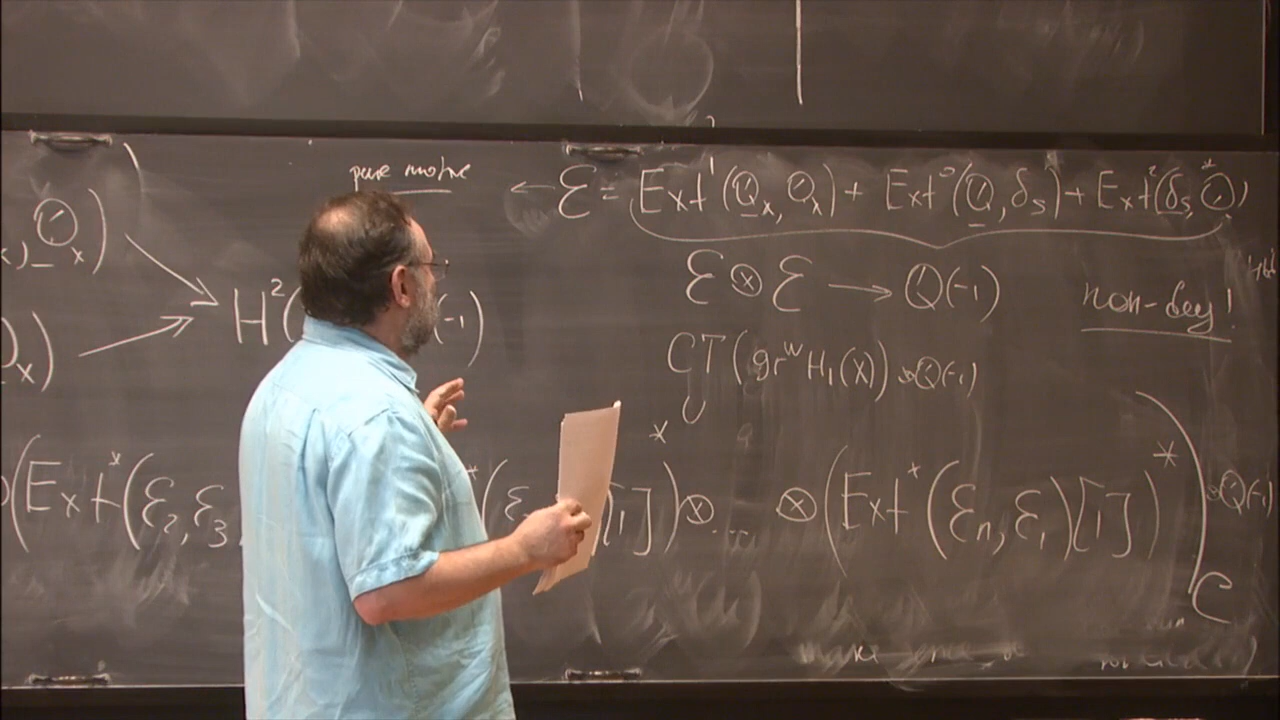 pure motive
← ℰ = Ext¹(ℚ_x, ℚ_x) + Ext⁰(ℚ, δ_s) + Ext²(δ_s, ℚ)
, ℚ_x)
ℰ ⊗ ℰ → ℚ(-1)
non-deg!
H²( (-1))
_x)
CT(gr^W H₁(X)) ⊗ ℚ(-1)
(Ext*(ℰ₂, ℰ₃ *(ℰ [1])* ⊗ ... ⊗ (Ext*(ℰ_n, ℰ₁)[1])* ) ⊗ ℚ(-1)
C